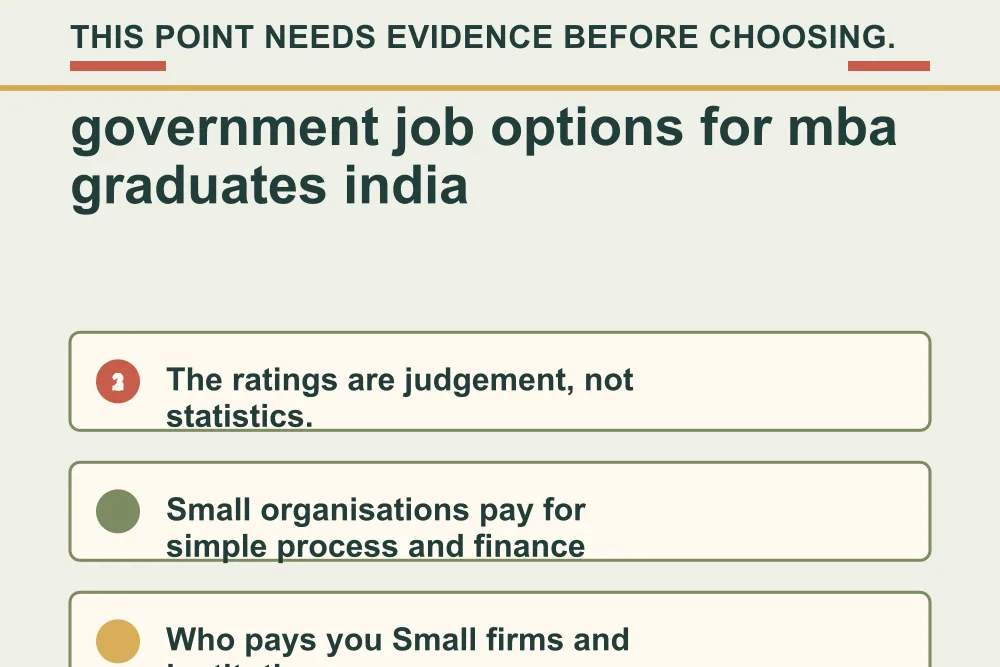 THIS POINT NEEDS EVIDENCE BEFORE CHOOSING.
government job options for mba
graduates india
The ratings are judgement, not
statistics.
Small organisations pay for
simple process and finance
Who pays you Small firms and